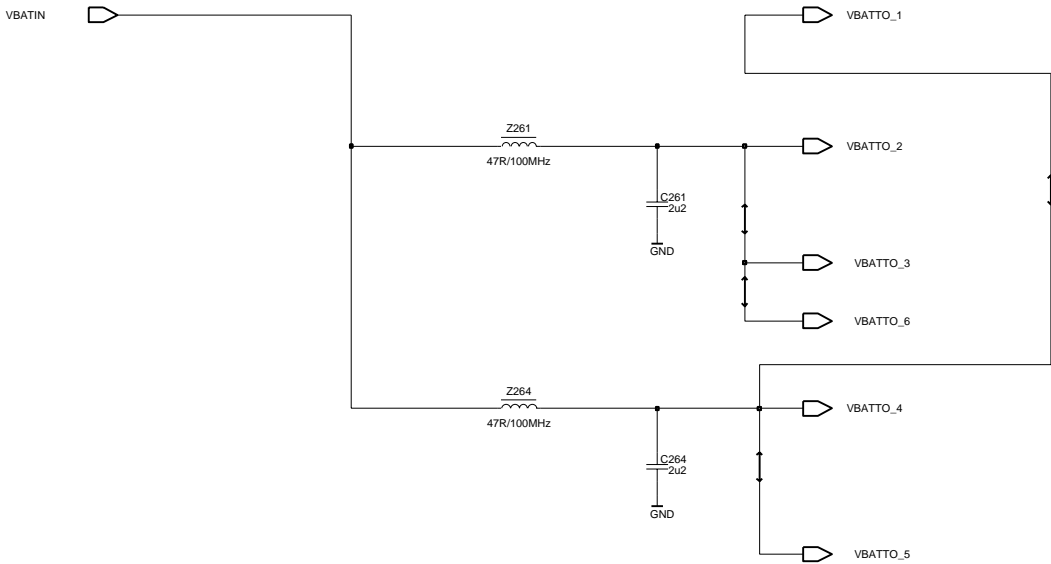 VBATIN
VBATTO_1
Z261
47R/100MHz
VBATTO_2
C261
2u2
GND
VBATTO_3
VBATTO_6
Z264
47R/100MHz
VBATTO_4
C264
2u2
GND
VBATTO_5